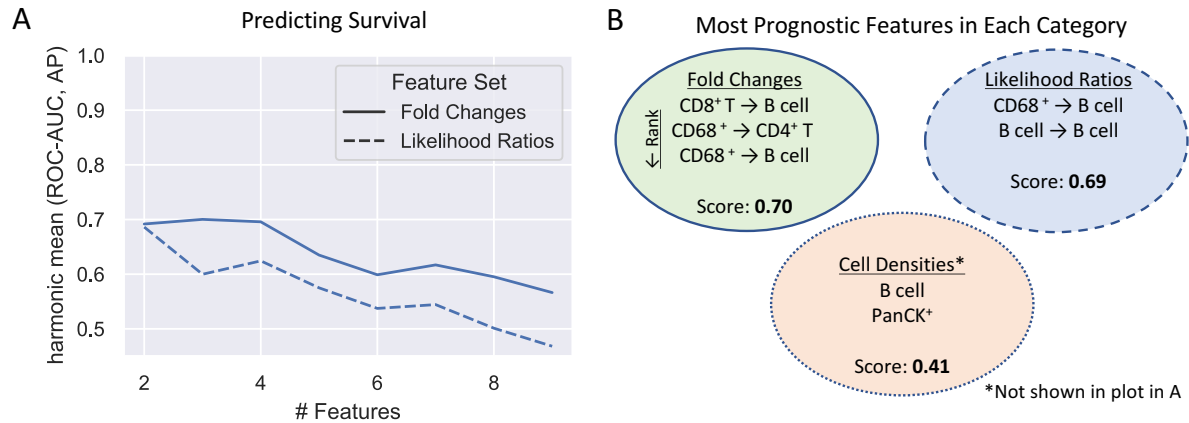 A
Predicting Survival
harmonic mean (ROC-AUC, AP)
1.0
0.9
0.8
0.7
0.6
0.5
2
4
6
8
# Features
Feature Set
Fold Changes
Likelihood Ratios
B
Most Prognostic Features in Each Category
Fold Changes
CD8⁺ T → B cell
CD68⁺ → CD4⁺ T
CD68⁺ → B cell
← Rank
Score: 0.70
Likelihood Ratios
CD68⁺ → B cell
B cell → B cell
Score: 0.69
Cell Densities*
B cell
PanCK⁺
Score: 0.41
*Not shown in plot in A